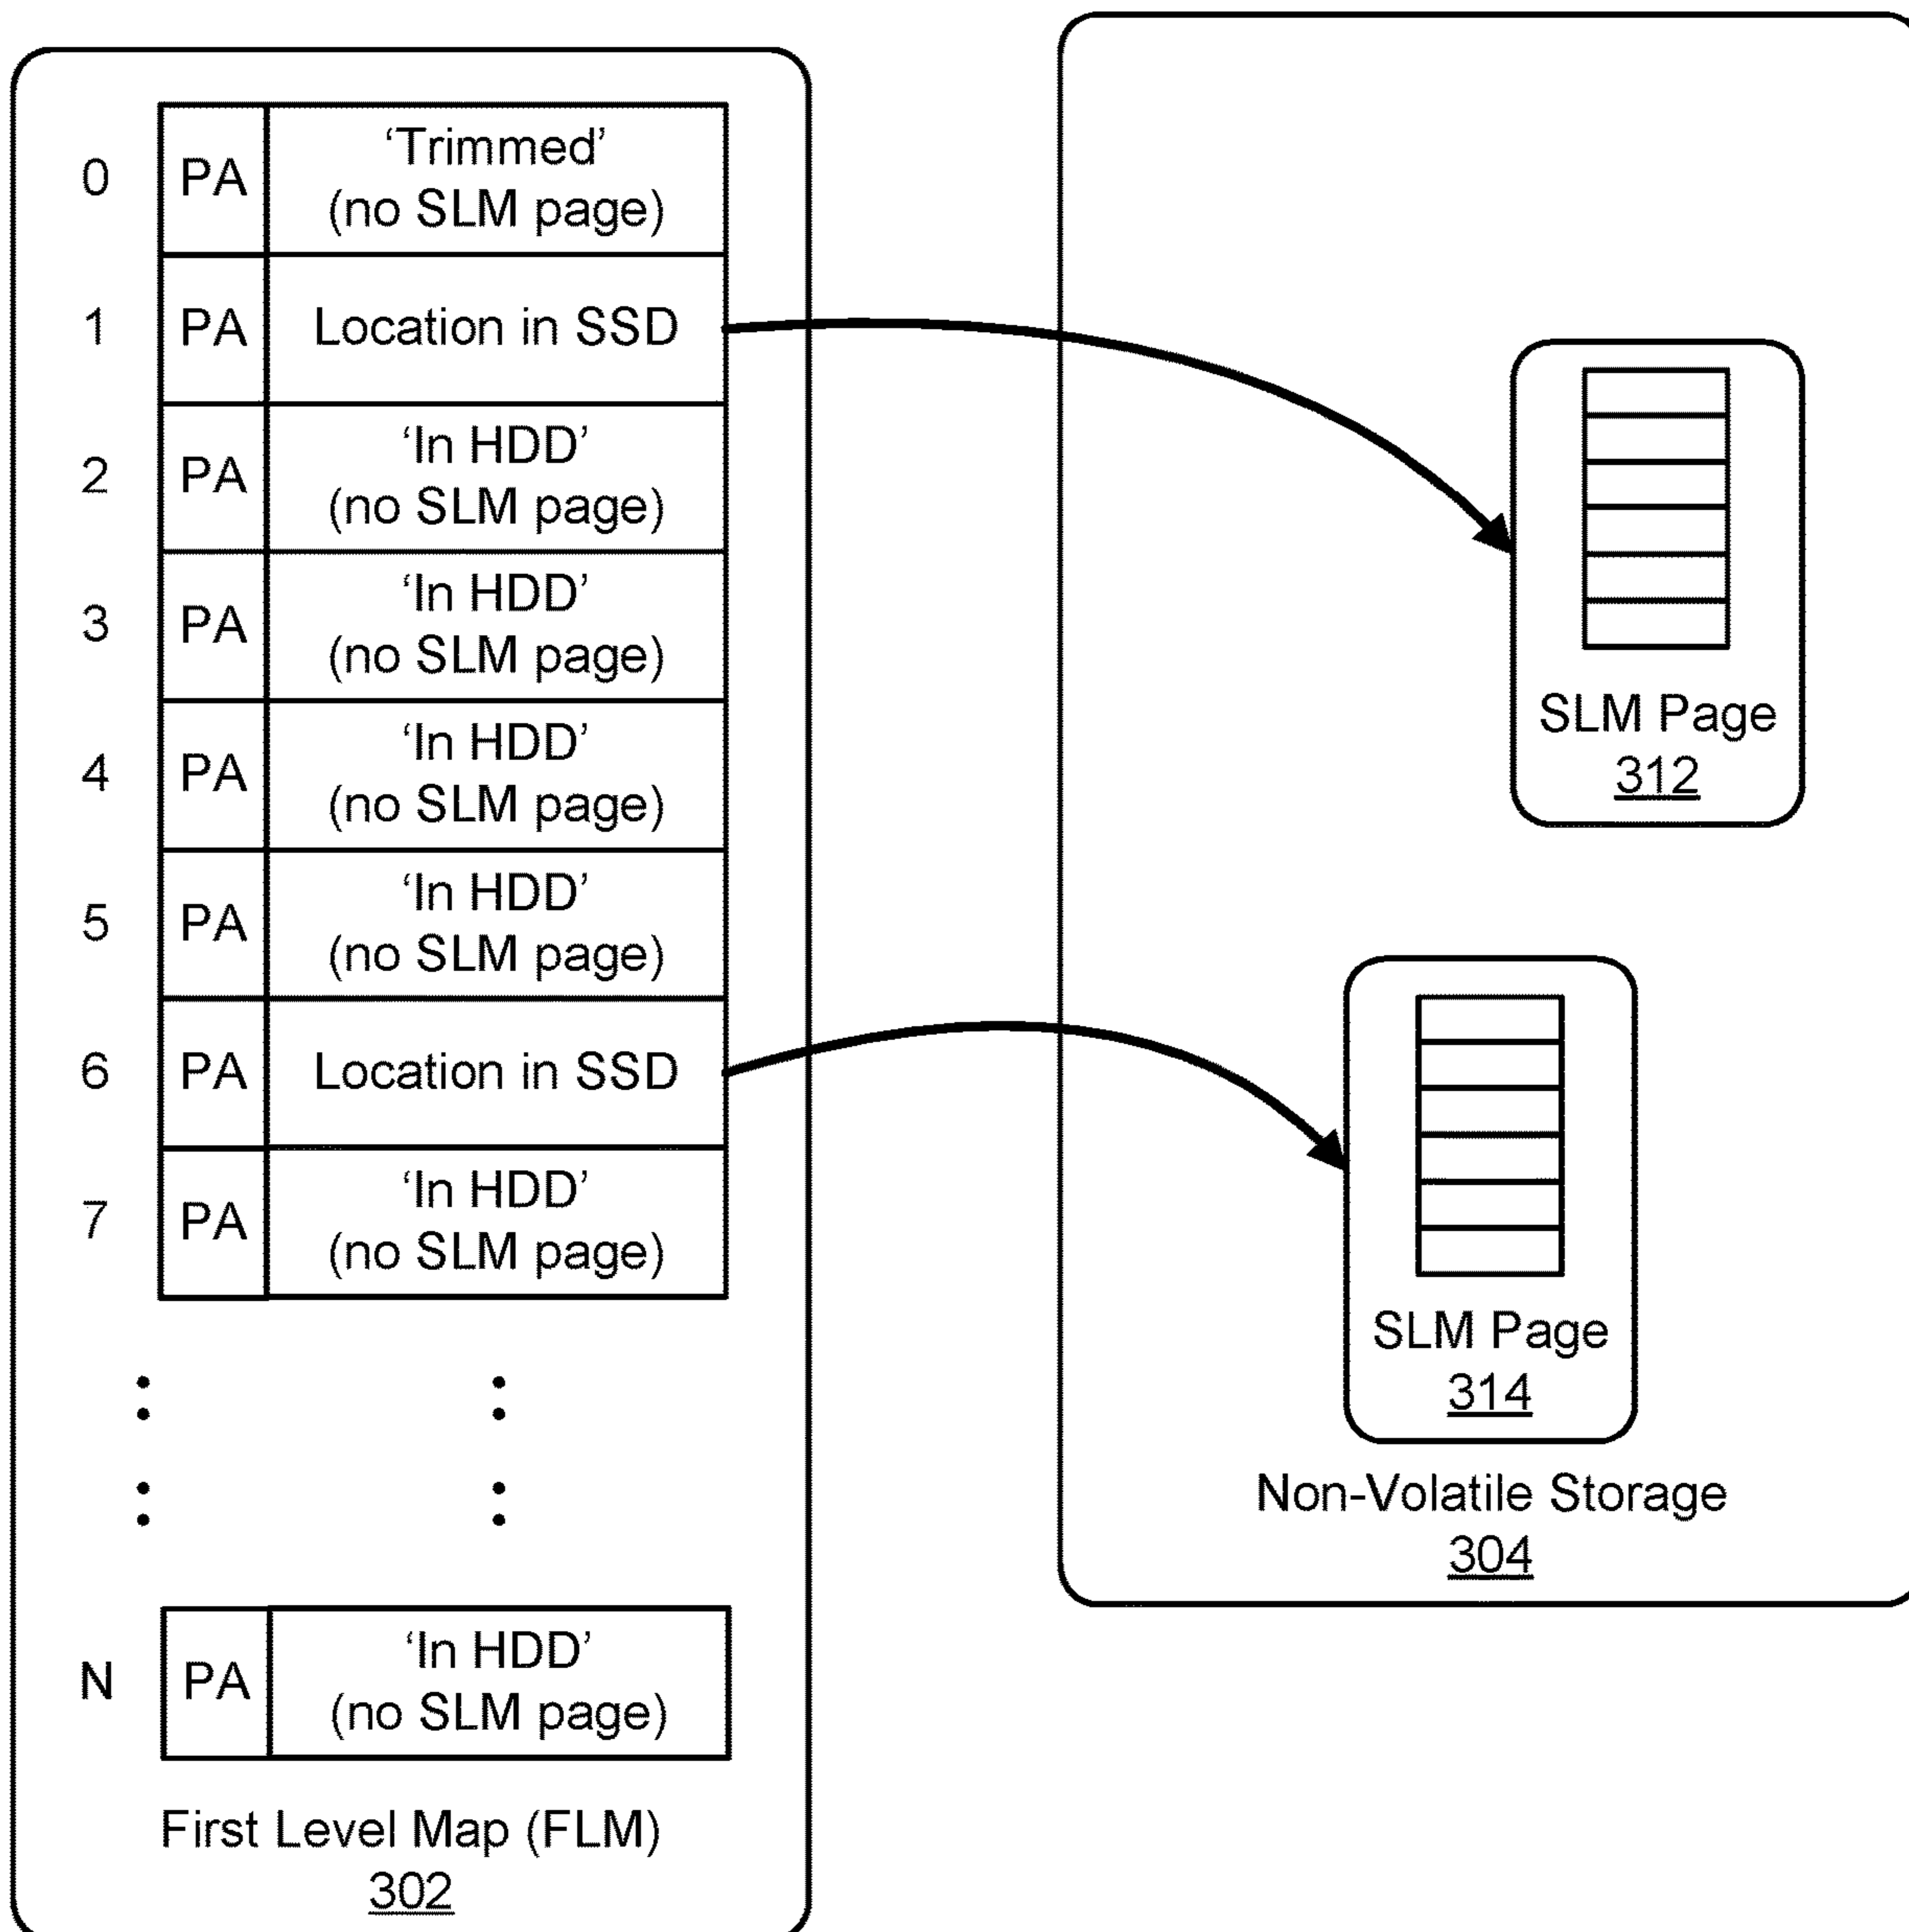 0 PA ‘Trimmed’
(no SLM page)
1 PA Location in SSD
2 PA ‘In HDD’
(no SLM page)
3 PA ‘In HDD’
(no SLM page)
4 PA ‘In HDD’
(no SLM page)
5 PA ‘In HDD’
(no SLM page)
6 PA Location in SSD
7 PA ‘In HDD’
(no SLM page)
N PA ‘In HDD’
(no SLM page)
First Level Map (FLM)
302
SLM Page
312
SLM Page
314
Non-Volatile Storage
304